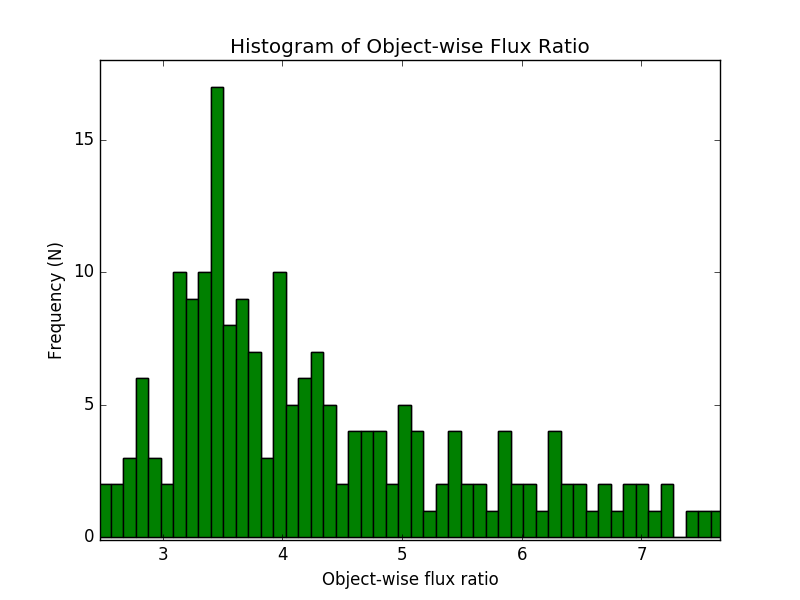 Histogram of Object-wise Flux Ratio
15
10
5
0
Frequency (N)
3 4 5 6 7
Object-wise flux ratio